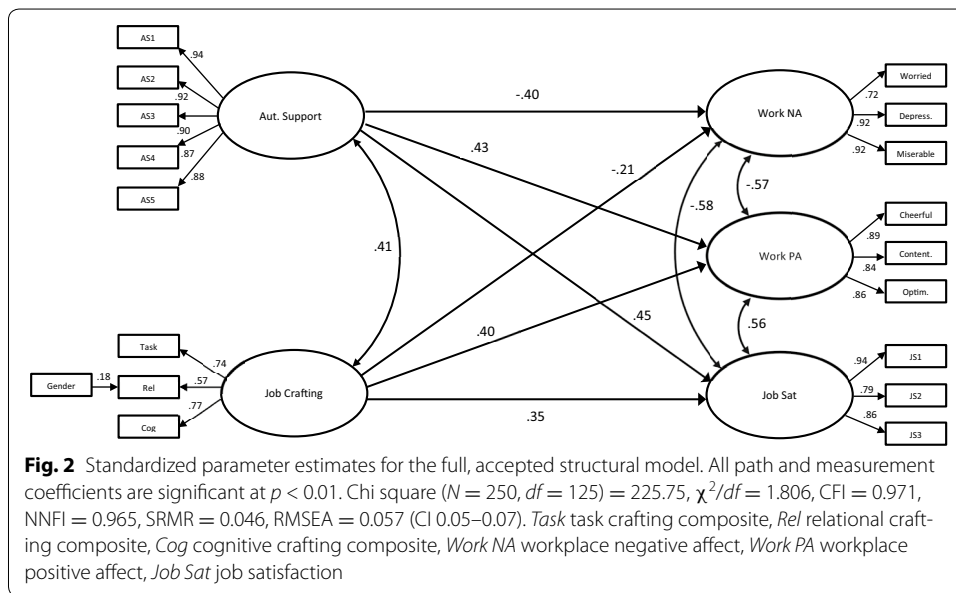 AS1
.94
AS2
.92
AS3
.90
AS4
.87
.88
AS5
Aut. Support
-.40
.43
-.21
.41
.45
.40
.35
Work NA
.72
Worried
.92
Depress.
.92
Miserable
-.57
-.58
Work PA
.89
Cheerful
.84
Content.
.86
Optim.
.56
Job Sat
.94
JS1
.79
JS2
.86
JS3
Task
.74
Gender
.18
Rel
.57
Cog
.77
Job Crafting
Fig. 2 Standardized parameter estimates for the full, accepted structural model. All path and measurement
coefficients are significant at p < 0.01. Chi square (N = 250, df = 125) = 225.75, χ²/df = 1.806, CFI = 0.971,
NNFI = 0.965, SRMR = 0.046, RMSEA = 0.057 (CI 0.05–0.07). Task task crafting composite, Rel relational craft-
ing composite, Cog cognitive crafting composite, Work NA workplace negative affect, Work PA workplace
positive affect, Job Sat job satisfaction